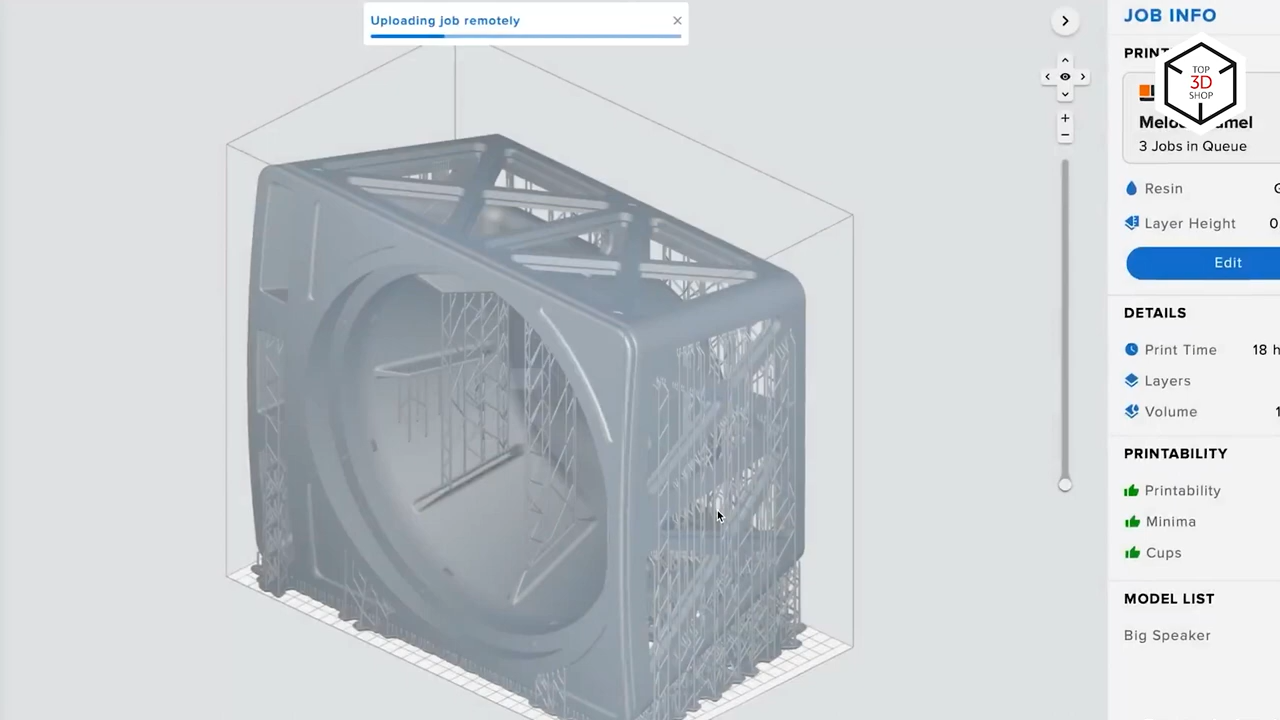 Uploading job remotely
JOB INFO
TOP
3D
SHOP
3 Jobs in Queue
Resin
Layer Height
Edit
DETAILS
Print Time 18 h
Layers
Volume
PRINTABILITY
Printability
Minima
Cups
MODEL LIST
Big Speaker